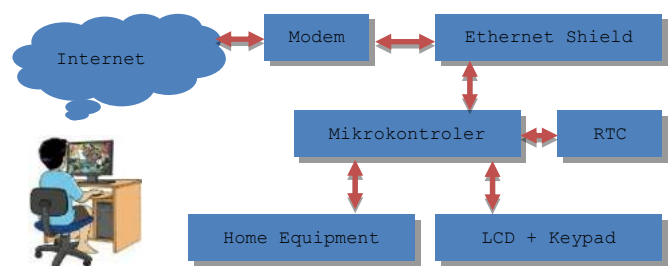 Internet
Modem
Ethernet Shield
Mikrokontroler
RTC
Home Equipment
LCD + Keypad